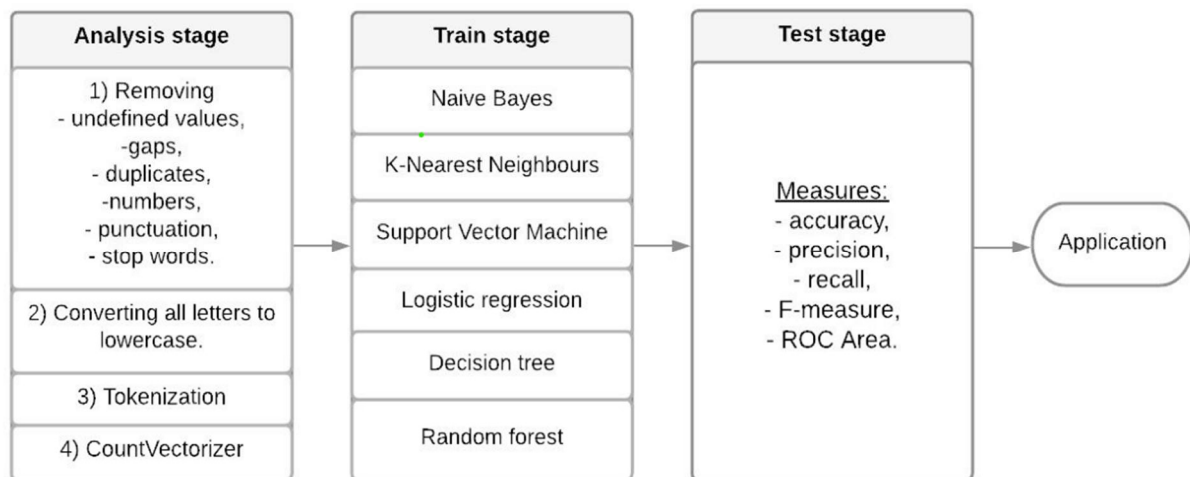 Analysis stage
1) Removing
- undefined values,
-gaps,
- duplicates,
-numbers,
- punctuation,
- stop words.
2) Converting all letters to
lowercase.
3) Tokenization
4) CountVectorizer
Train stage
Naive Bayes
K-Nearest Neighbours
Support Vector Machine
Logistic regression
Decision tree
Random forest
Test stage
Measures:
- accuracy,
- precision,
- recall,
- F-measure,
- ROC Area.
Application